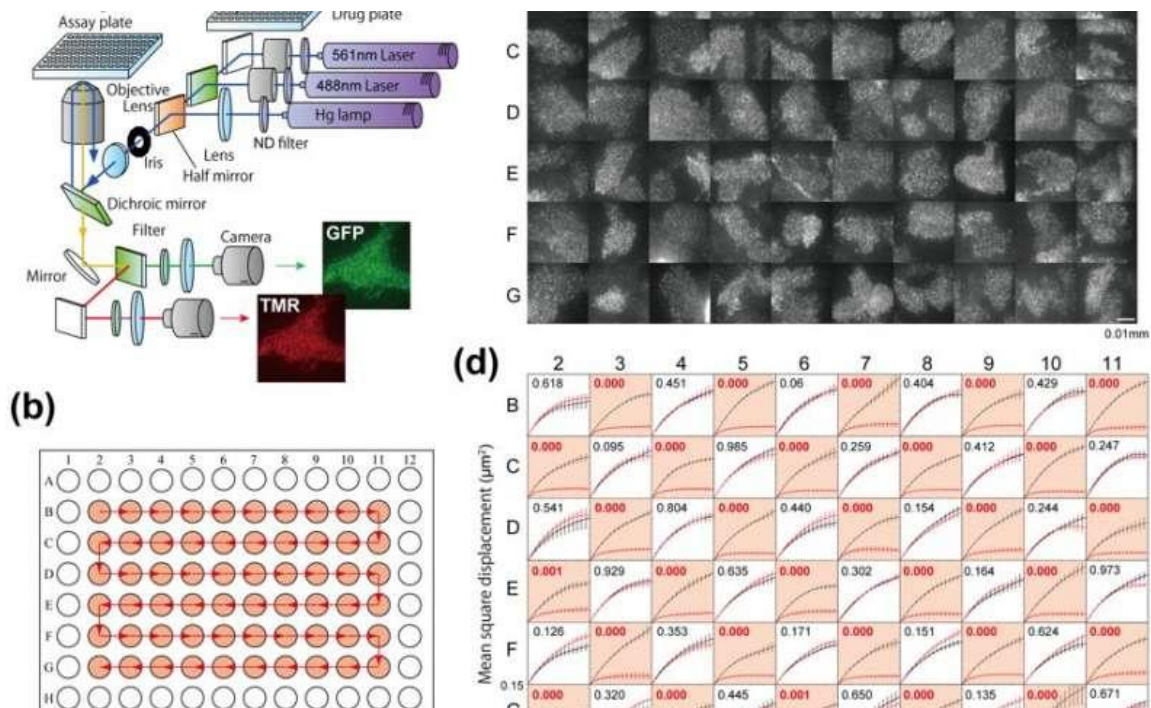 Assay plate
Drug plate
561nm Laser
488nm Laser
Hg lamp
Objective
Lens
ND filter
Iris
Lens
Half mirror
Dichroic mirror
Filter
Camera
Mirror
GFP
TMR
C
D
E
F
G
0.01mm
(b)
1 2 3 4 5 6 7 8 9 10 11 12
A
B
C
D
E
F
G
H
(d)
2 3 4 5 6 7 8 9 10 11
Mean square displacement (μm²)
B 0.618 0.000 0.451 0.000 0.06 0.000 0.404 0.000 0.429 0.000
C 0.000 0.095 0.000 0.985 0.000 0.259 0.000 0.412 0.000 0.247
D 0.541 0.000 0.804 0.000 0.440 0.000 0.154 0.000 0.244 0.000
E 0.001 0.929 0.000 0.635 0.000 0.302 0.000 0.164 0.000 0.973
F 0.126 0.000 0.353 0.000 0.171 0.000 0.151 0.000 0.624 0.000
0.15
0.000 0.320 0.000 0.445 0.001 0.650 0.000 0.135 0.000 0.671